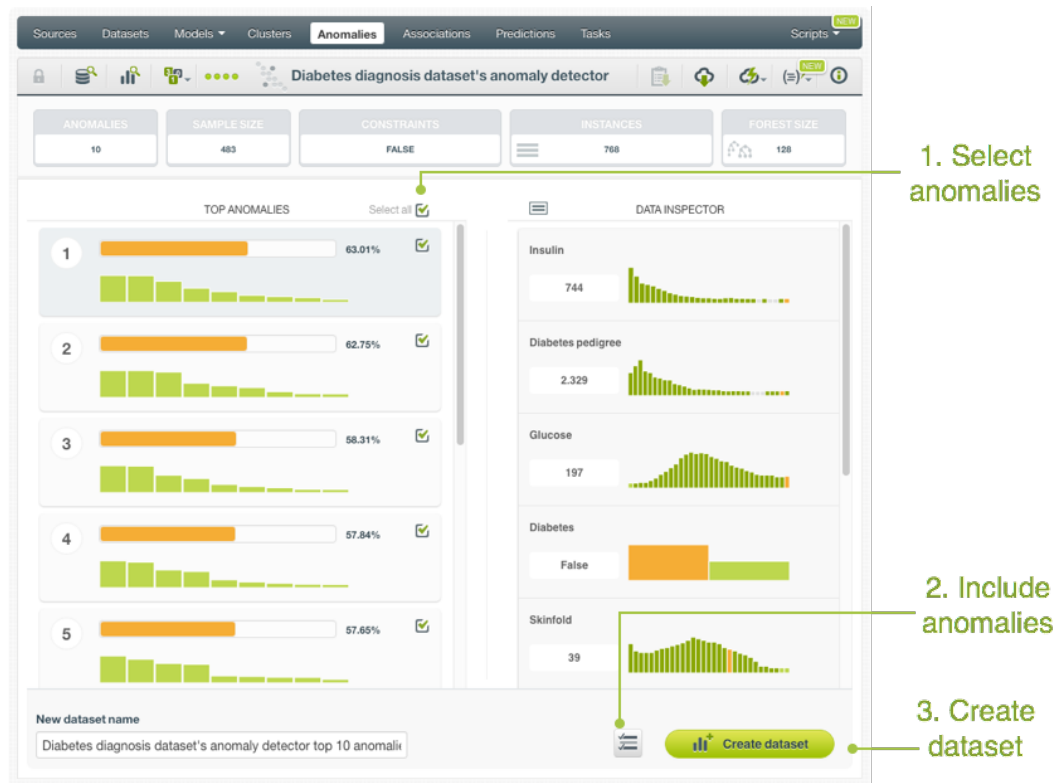 Sources Datasets Models Clusters Anomalies Associations Predictions Tasks Scripts NEW
Diabetes diagnosis dataset's anomaly detector NEW
ANOMALIES SAMPLE SIZE CONSTRAINTS INSTANCES FOREST SIZE
10 483 FALSE 768 128
1. Select
anomalies
TOP ANOMALIES Select all DATA INSPECTOR
1 63.01%
2 62.75%
3 58.31%
4 57.84%
5 57.65%
Insulin
744
Diabetes pedigree
2.329
Glucose
197
Diabetes
False
Skinfold
39
2. Include
anomalies
New dataset name
Diabetes diagnosis dataset's anomaly detector top 10 anomalie
Create dataset
3. Create
dataset